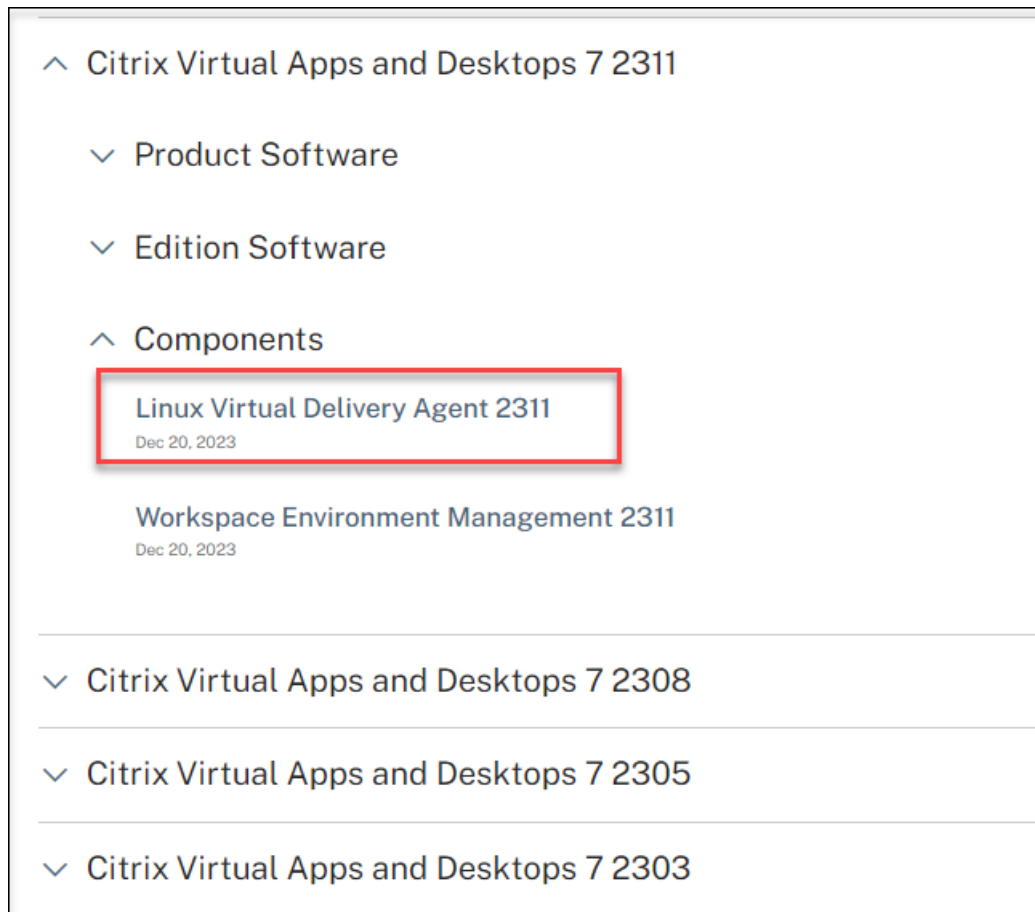 Citrix Virtual Apps and Desktops 7 2311
Product Software
Edition Software
Components
Linux Virtual Delivery Agent 2311
Dec 20, 2023
Workspace Environment Management 2311
Dec 20, 2023
Citrix Virtual Apps and Desktops 7 2308
Citrix Virtual Apps and Desktops 7 2305
Citrix Virtual Apps and Desktops 7 2303